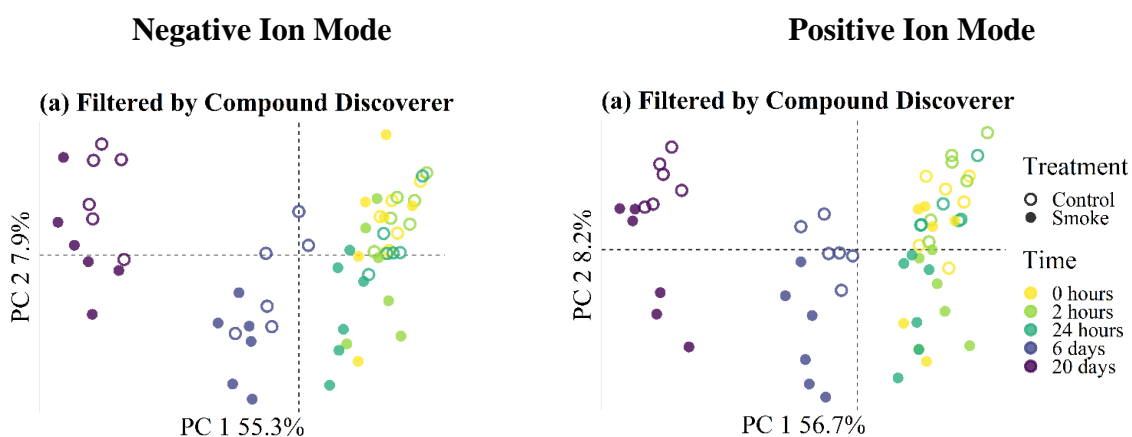 Negative Ion Mode
Positive Ion Mode
(a) Filtered by Compound Discoverer
(a) Filtered by Compound Discoverer
PC 2 7.9%
PC 1 55.3%
PC 2 8.2%
PC 1 56.7%
Treatment
Control
Smoke
Time
0 hours
2 hours
24 hours
6 days
20 days